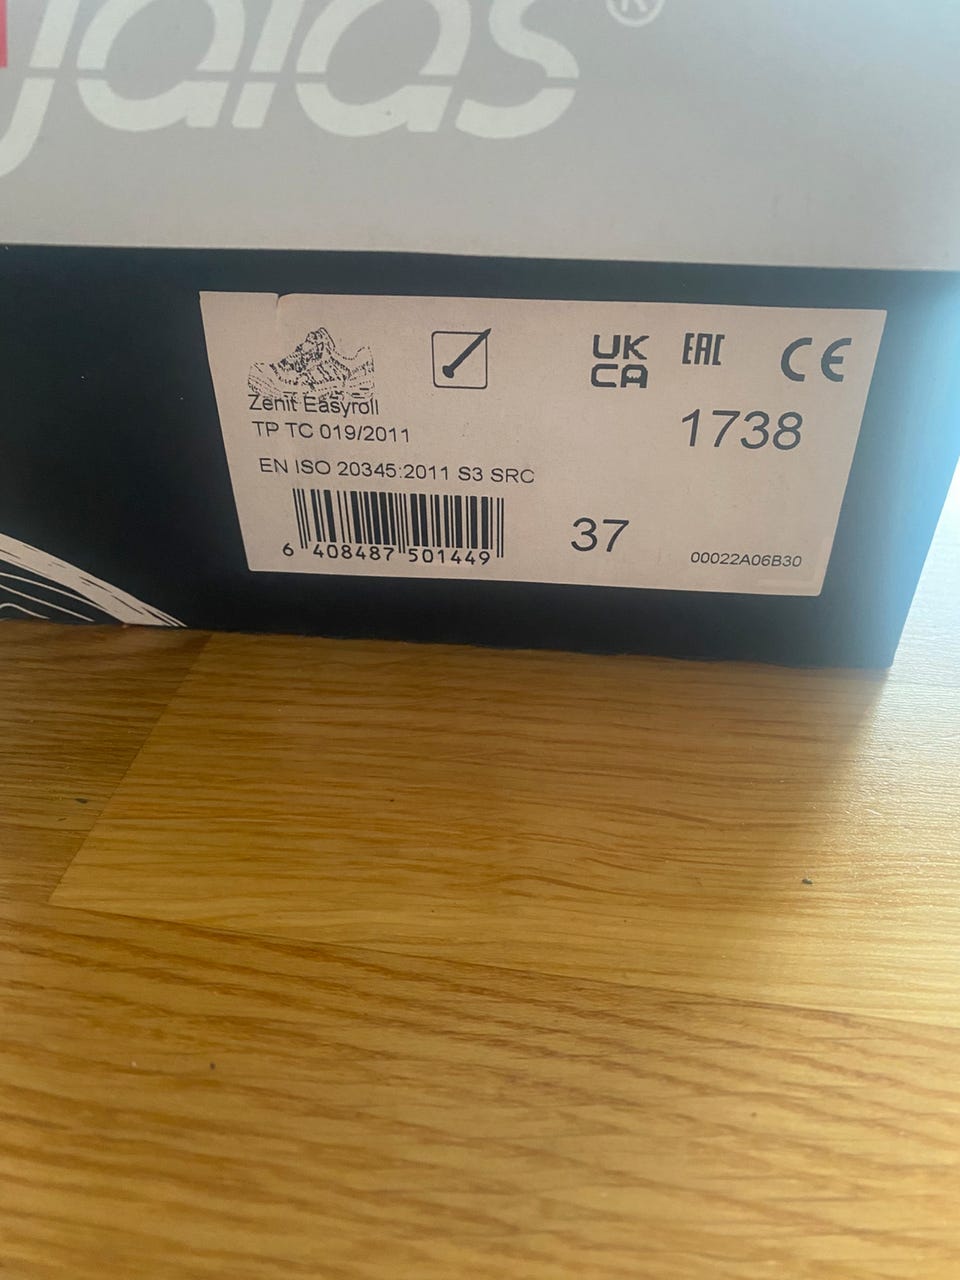 jalas®
UK
CA
EAC
CE
Zenit Easyroll
TP TC 019/2011
1738
EN ISO 20345:2011 S3 SRC
6 408487 501449
37
00022A06B30